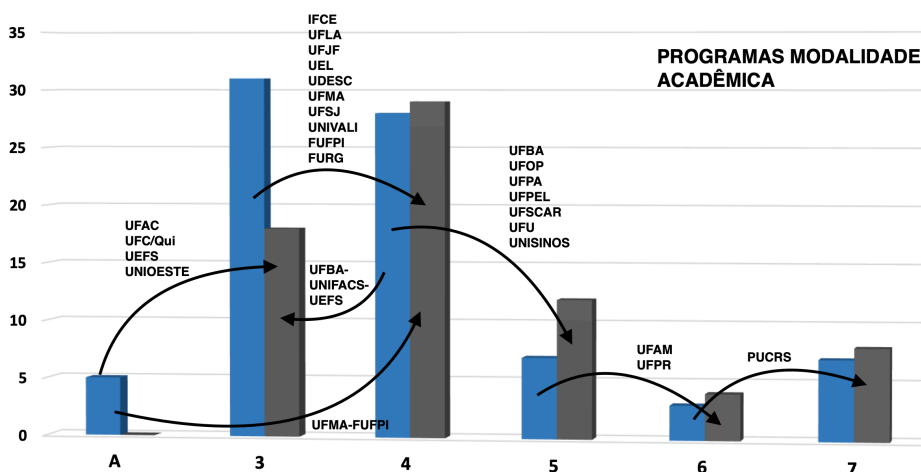 PROGRAMAS MODALIDADE
ACADÊMICA
IFCE
UFLA
UFJF
UEL
UDESC
UFMA
UFSJ
UNIVALI
FUFPI
FURG
UFBA
UFOP
UFPA
UFPEL
UFSCAR
UFU
UNISINOS
UFAC
UFC/Qui
UEFS
UNIOESTE
UFBA-
UNIFACS-
UEFS
UFAM
UFPR
PUCRS
UFMA-FUFPI
35
30
25
20
15
10
5
0
A
3
4
5
6
7